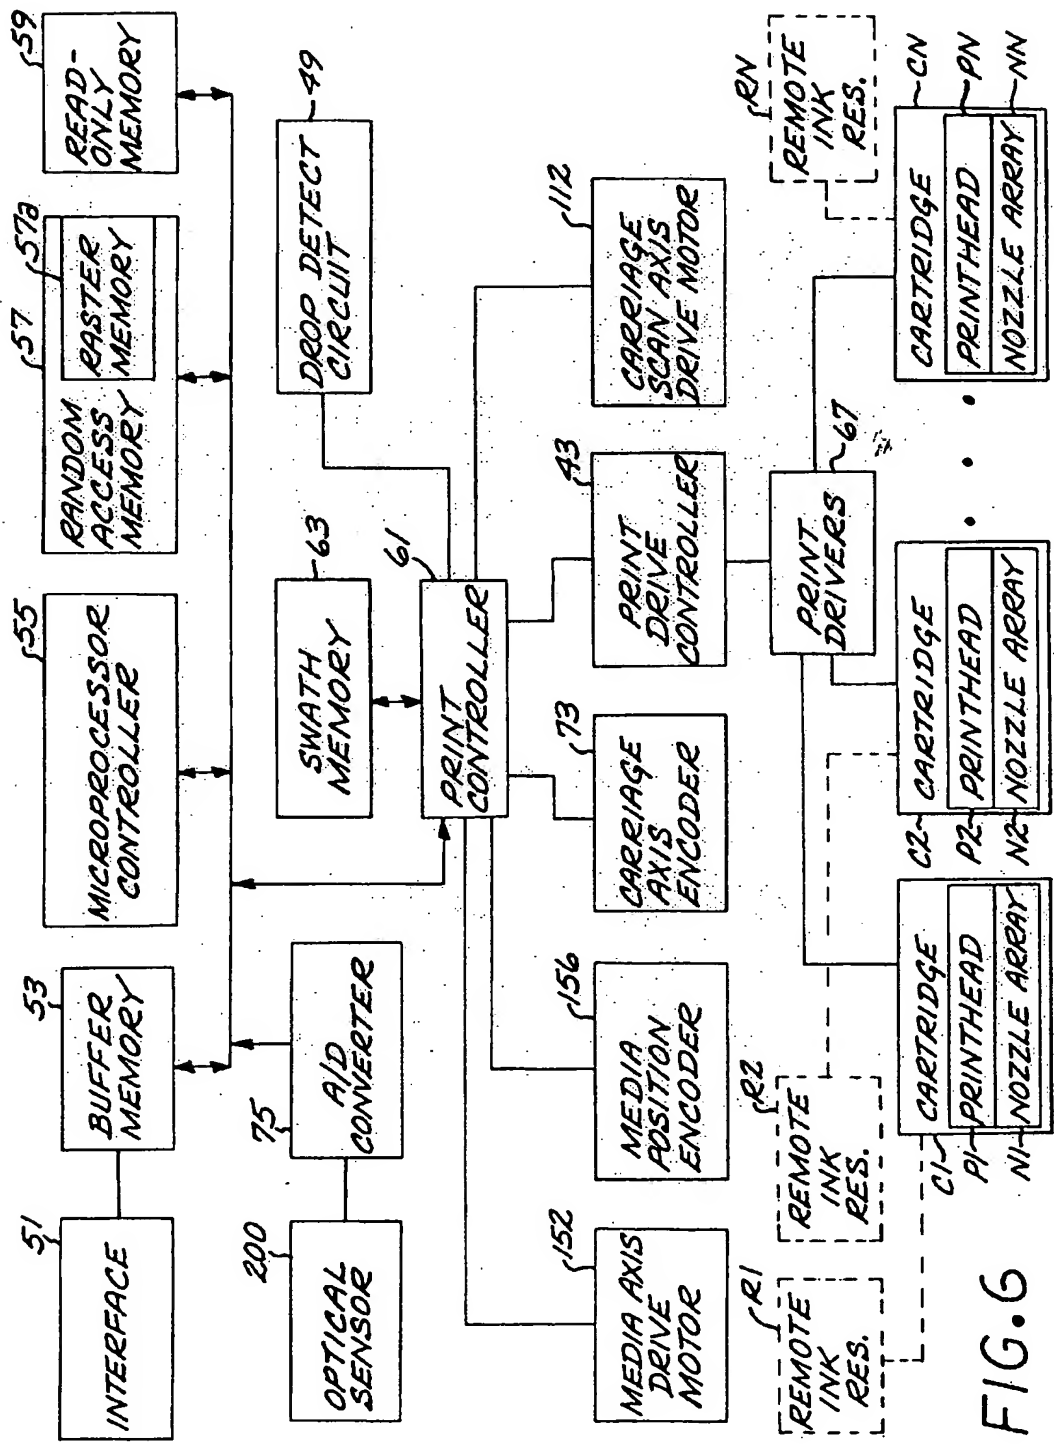 51
INTERFACE
53
BUFFER
MEMORY
55
MICROPROCESSOR
CONTROLLER
57
57a
RANDOM
ACCESS
MEMORY
RASTER
MEMORY
59
READ-
ONLY
MEMORY
200
OPTICAL
SENSOR
75
A/D
CONVERTER
63
SWATH
MEMORY
49
DROP DETECT
CIRCUIT
61
PRINT
CONTROLLER
152
MEDIA AXIS
DRIVE
MOTOR
156
MEDIA
POSITION
ENCODER
73
CARRIAGE
AXIS
ENCODER
43
PRINT
DRIVE
CONTROLLER
112
CARRIAGE
SCAN AXIS
DRIVE MOTOR
R1
REMOTE
INK
RES.
R2
REMOTE
INK
RES.
67
PRINT
DRIVERS
RN
REMOTE
INK
RES.
C1
CARTRIDGE
P1
PRINTHEAD
N1
NOZZLE ARRAY
C2
CARTRIDGE
P2
PRINTHEAD
N2
NOZZLE ARRAY
CARTRIDGE
CN
PRINTHEAD
PN
NOZZLE ARRAY
NN
FIG.6